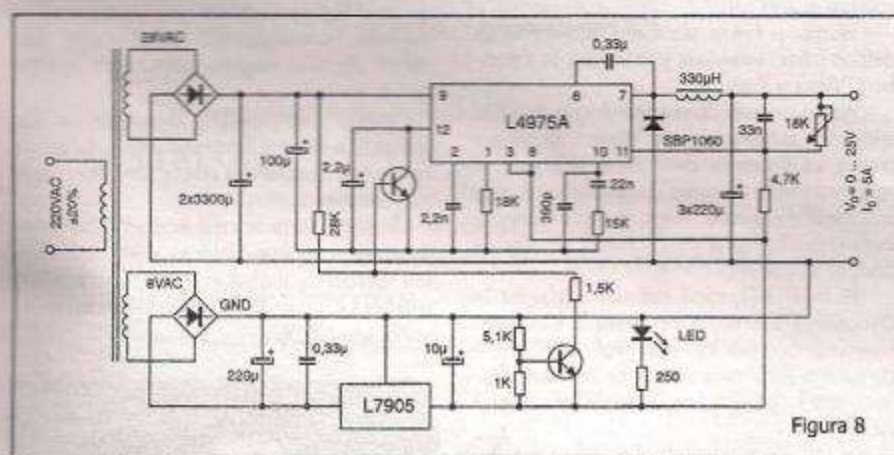 28VAC
0,33µ
330µH
9
6
7
12
L4975A
SBP1060
33n
18K
100µ
2,2µ
2
1
3
8
10
11
2x3300µ
28K
2,2n
18K
390µ
22n
15K
3x220µ
4,7K
220VAC
±20%
V₀= 0 ... 25V
I₀ = 5A
8VAC
GND
1,5K
220µ
0,33µ
10µ
5,1K
1K
LED
250
L7905
Figura 8